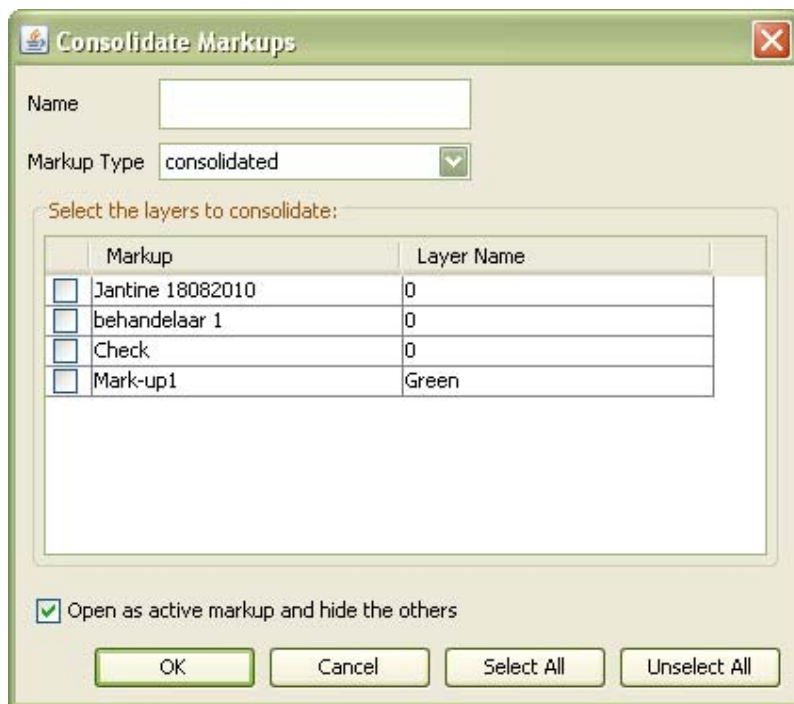 Consolidate Markups
Name
Markup Type consolidated
Select the layers to consolidate:
Markup Layer Name
Jantine 18082010 0
behandelaar 1 0
Check 0
Mark-up1 Green
Open as active markup and hide the others
OK Cancel Select All Unselect All